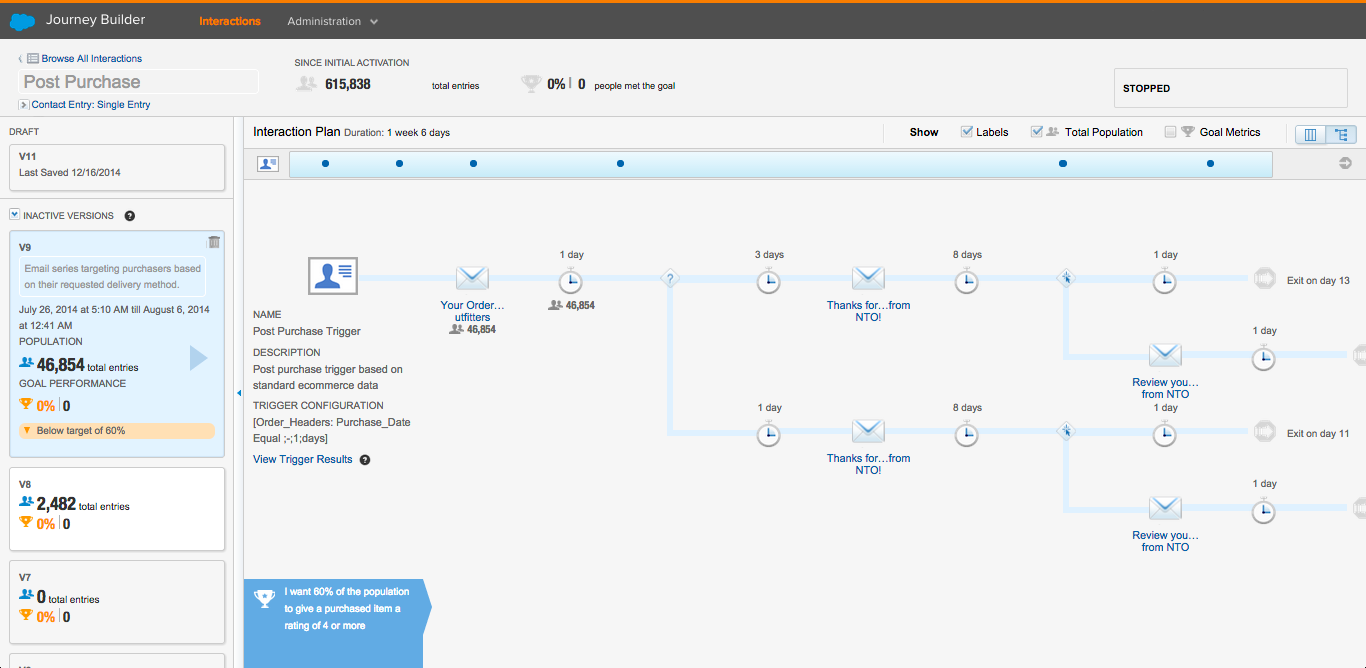 Journey Builder
Interactions
Administration
Browse All Interactions
Post Purchase
Contact Entry: Single Entry
SINCE INITIAL ACTIVATION
615,838
total entries
0% | 0 people met the goal
STOPPED
DRAFT
V11
Last Saved 12/16/2014
INACTIVE VERSIONS ?
V9
Email series targeting purchasers based
on their requested delivery method.
July 26, 2014 at 5:10 AM till August 6, 2014
at 12:41 AM
POPULATION
46,854 total entries
GOAL PERFORMANCE
0% | 0
Below target of 60%
V8
2,482 total entries
0% | 0
V7
0 total entries
0% | 0
Interaction Plan Duration: 1 week 6 days
Show
Labels
Total Population
Goal Metrics
NAME
Post Purchase Trigger
DESCRIPTION
Post purchase trigger based on
standard ecommerce data
TRIGGER CONFIGURATION
[Order_Headers: Purchase_Date
Equal ;-;1;days]
View Trigger Results ?
Your Order…
utfitters
46,854
1 day
46,854
?
3 days
Thanks for…from
NTO!
8 days
1 day
Exit on day 13
1 day
Review you…
from NTO
1 day
Thanks for…from
NTO!
8 days
1 day
Exit on day 11
1 day
Review you…
from NTO
I want 60% of the population
to give a purchased item a
rating of 4 or more